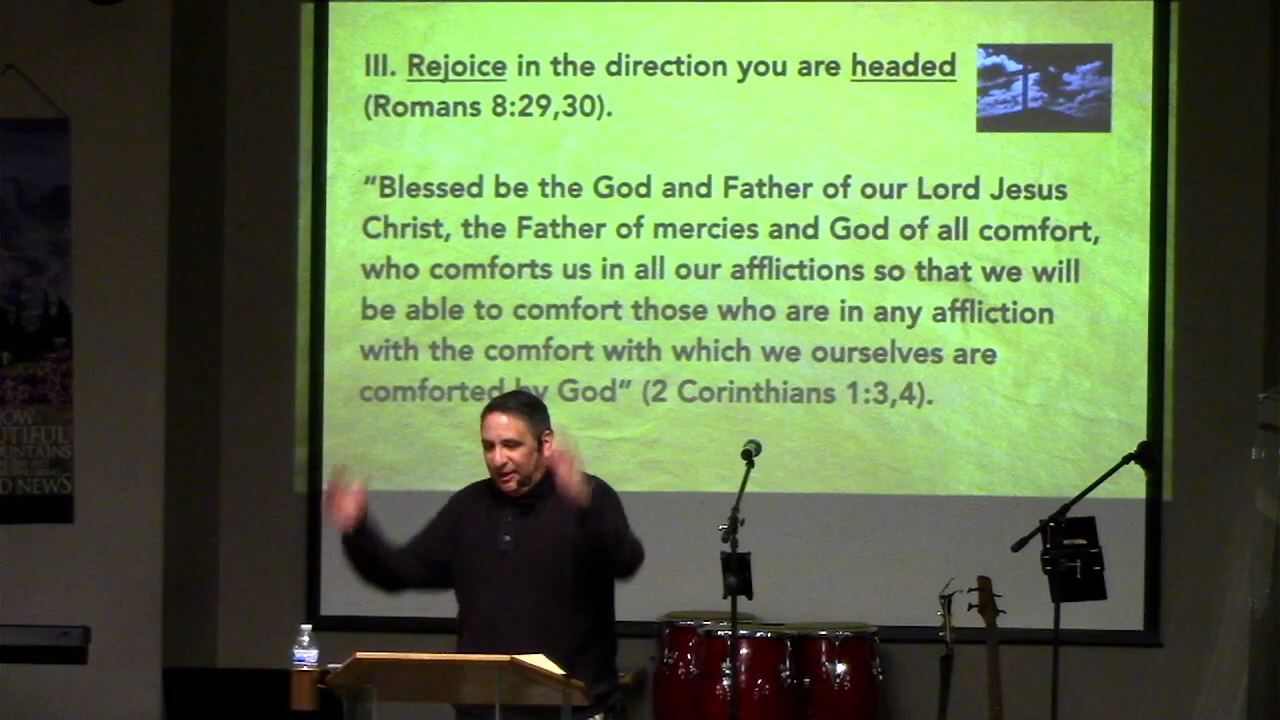 III. Rejoice in the direction you are headed
(Romans 8:29,30).
“Blessed be the God and Father of our Lord Jesus
Christ, the Father of mercies and God of all comfort,
who comforts us in all our afflictions so that we will
be able to comfort those who are in any affliction
with the comfort with which we ourselves are
comforted by God” (2 Corinthians 1:3,4).
NEWS